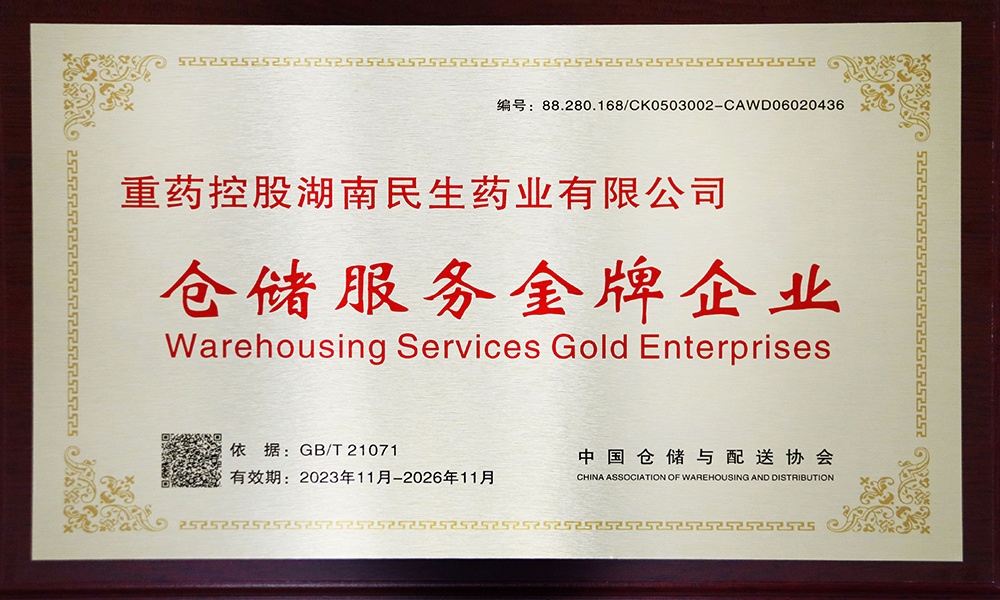 编号：88.280.168/CK0503002-CAWD06020436
重药控股湖南民生药业有限公司
仓储服务金牌企业
Warehousing Services Gold Enterprises
依 据：GB/T 21071
有效期：2023年11月-2026年11月
中国仓储与配送协会
CHINA ASSOCIATION OF WAREHOUSING AND DISTRIBUTION